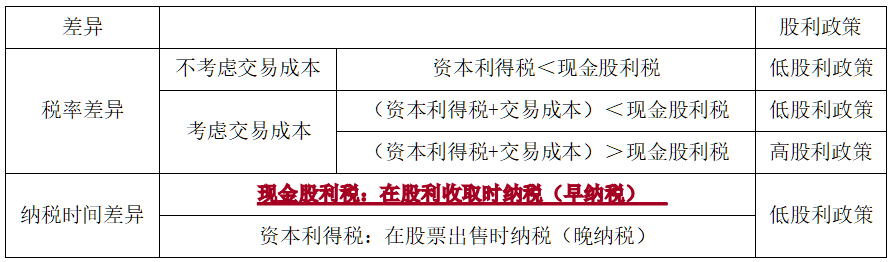 差异 股利政策
税率差异 不考虑交易成本 资本利得税＜现金股利税 低股利政策
考虑交易成本 （资本利得税+交易成本）＜现金股利税 低股利政策
（资本利得税+交易成本）＞现金股利税 高股利政策
纳税时间差异 现金股利税：在股利收取时纳税（早纳税） 低股利政策
资本利得税：在股票出售时纳税（晚纳税）